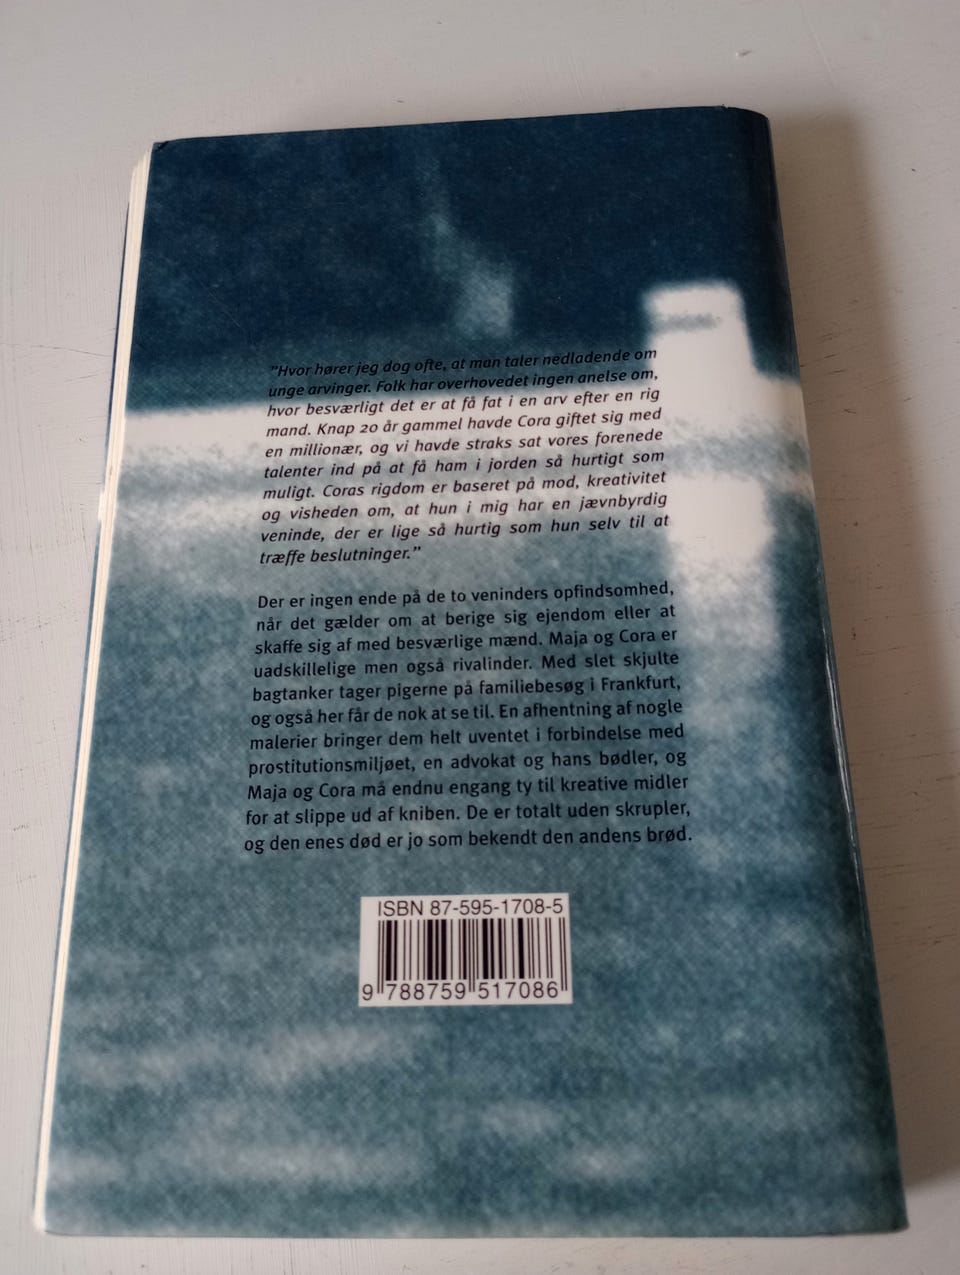 "Hvor hører jeg dog ofte, at man taler nedladende om
unge arvinger. Folk har overhovedet ingen anelse om,
hvor besværligt det er at få fat i en arv efter en rig
mand. Knap 20 år gammel havde Cora giftet sig med
en millionær, og vi havde straks sat vores forenede
talenter ind på at få ham i jorden så hurtigt som
muligt. Coras rigdom er baseret på mod, kreativitet
og visheden om, at hun i mig har en jævnbyrdig
veninde, der er lige så hurtig som hun selv til at
træffe beslutninger."
Der er ingen ende på de to veninders opfindsomhed,
når det gælder om at berige sig ejendom eller at
skaffe sig af med besværlige mænd. Maja og Cora er
uadskillelige men også rivalinder. Med slet skjulte
bagtanker tager pigerne på familiebesøg i Frankfurt,
og også her får de nok at se til. En afhentning af nogle
malerier bringer dem helt uventet i forbindelse med
prostitutionsmiljøet, en advokat og hans bødler, og
Maja og Cora må endnu engang ty til kreative midler
for at slippe ud af kniben. De er totalt uden skrupler,
og den enes død er jo som bekendt den andens brød.
ISBN 87-595-1708-5
9 788759 517086